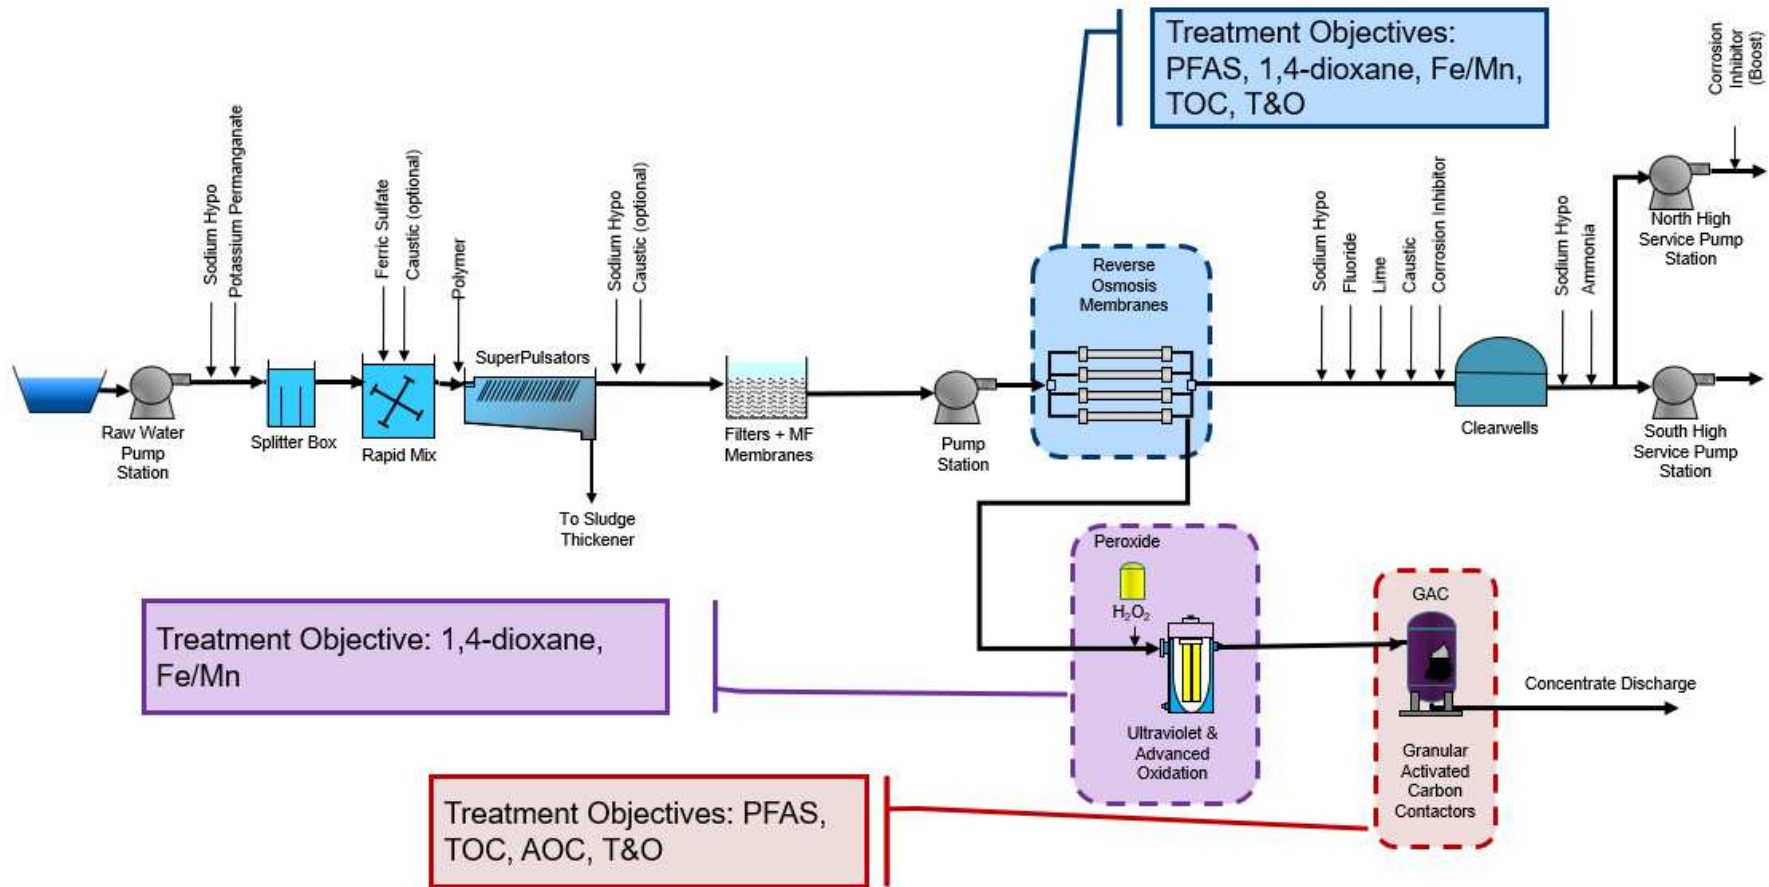 Treatment Objectives:
PFAS, 1,4-dioxane, Fe/Mn,
TOC, T&O
Corrosion
Inhibitor
(Boost)
Sodium Hypo
Potassium Permanganate
Ferric Sulfate
Caustic (optional)
Polymer
Sodium Hypo
Caustic (optional)
Reverse
Osmosis
Membranes
Sodium Hypo
Fluoride
Lime
Caustic
Corrosion Inhibitor
Sodium Hypo
Ammonia
North High
Service Pump
Station
SuperPulsators
Raw Water
Pump
Station
Splitter Box
Rapid Mix
Filters + MF
Membranes
Pump
Station
Clearwells
South High
Service Pump
Station
To Sludge
Thickener
Peroxide
H₂O₂
Ultraviolet &
Advanced
Oxidation
GAC
Granular
Activated
Carbon
Contactors
Concentrate Discharge
Treatment Objective: 1,4-dioxane,
Fe/Mn
Treatment Objectives: PFAS,
TOC, AOC, T&O